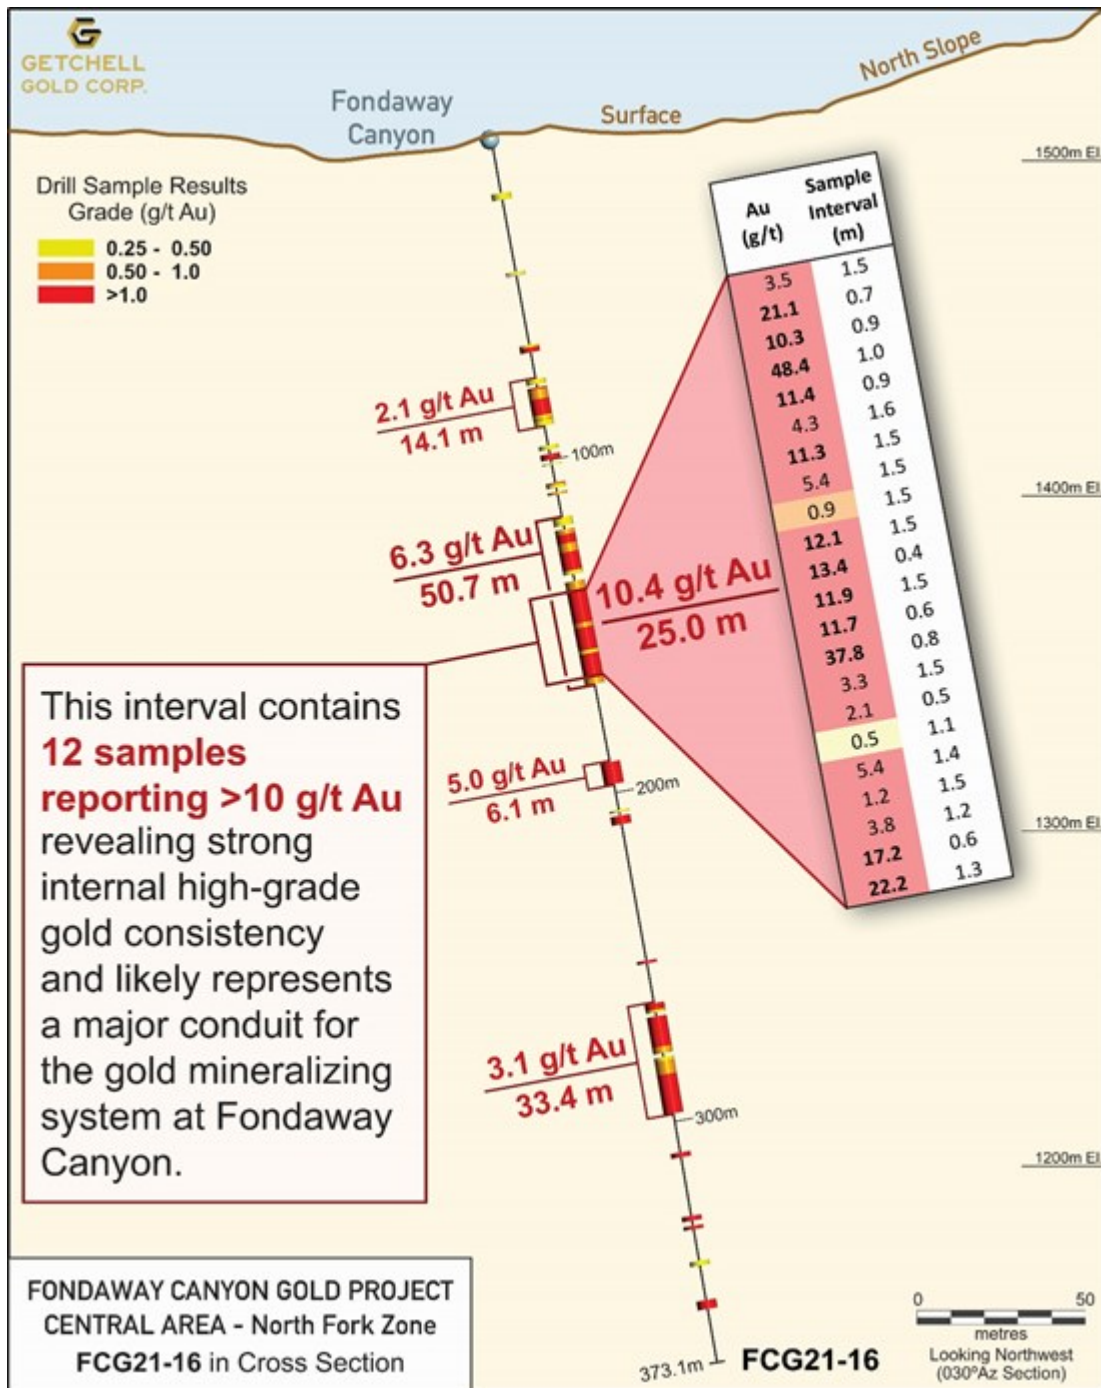 GETCHELL
GOLD CORP.
Fondaway
Canyon
Surface
North Slope
1500m El.
Drill Sample Results
Grade (g/t Au)
0.25 - 0.50
0.50 - 1.0
>1.0
Au
(g/t)
Sample
Interval
(m)
3.5 1.5
21.1 0.7
10.3 0.9
48.4 1.0
11.4 0.9
4.3 1.6
11.3 1.5
5.4 1.5
0.9 1.5
12.1 1.5
13.4 0.4
11.9 1.5
11.7 0.6
37.8 0.8
3.3 1.5
2.1 0.5
0.5 1.1
5.4 1.4
1.2 1.5
3.8 1.2
17.2 0.6
22.2 1.3
2.1 g/t Au
14.1 m
100m
1400m El.
6.3 g/t Au
50.7 m
10.4 g/t Au
25.0 m
This interval contains
12 samples
reporting >10 g/t Au
revealing strong
internal high-grade
gold consistency
and likely represents
a major conduit for
the gold mineralizing
system at Fondaway
Canyon.
5.0 g/t Au
6.1 m
200m
1300m El.
3.1 g/t Au
33.4 m
300m
1200m El.
FONDAWAY CANYON GOLD PROJECT
CENTRAL AREA - North Fork Zone
FCG21-16 in Cross Section
373.1m
FCG21-16
0 50
metres
Looking Northwest
(030ºAz Section)